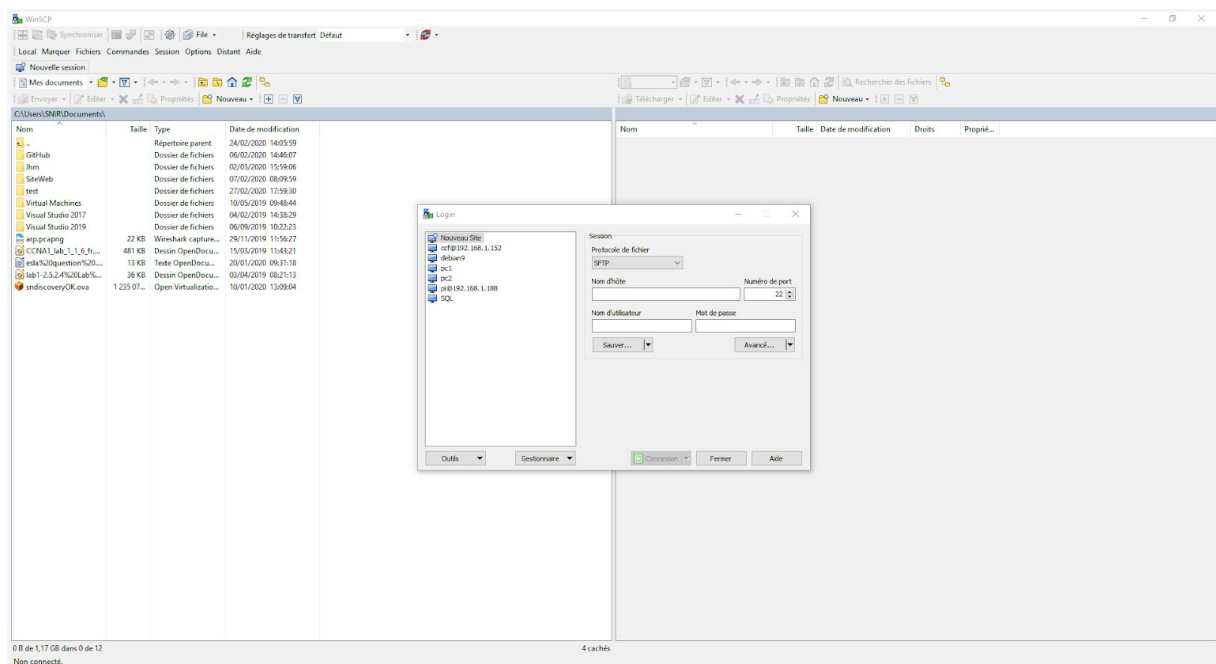 WinSCP
Synchroniser File Réglages de transfert Défaut
Local Marquer Fichiers Commandes Session Options Distant Aide
Nouvelle session
Mes documents Rechercher des fichiers
Envoyer Editer Propriétés Nouveau Télécharger Editer Propriétés Nouveau
C:\Users\SNIR\Documents\
Nom Taille Type Date de modification Nom Taille Date de modification Droits Proprié...
.. Répertoire parent 24/02/2020 14:05:59
GitHub Dossier de fichiers 06/02/2020 14:46:07
Ihm Dossier de fichiers 02/03/2020 15:59:06
SiteWeb Dossier de fichiers 07/02/2020 08:09:59
test Dossier de fichiers 27/02/2020 17:59:30
Virtual Machines Dossier de fichiers 10/05/2019 09:48:44
Visual Studio 2017 Dossier de fichiers 04/02/2019 14:38:29
Visual Studio 2019 Dossier de fichiers 06/09/2019 10:22:23
arp.pcapng 22 KB Wireshark capture... 29/11/2019 11:56:27
CCNA1_lab_1_1_6_fr.... 481 KB Dessin OpenDocu... 15/03/2019 11:43:21
esla%20question%20.... 13 KB Texte OpenDocu... 20/01/2020 09:31:18
lab1-2.5.2.4%20Lab%... 36 KB Dessin OpenDocu... 03/04/2019 08:21:13
sndiscoveryOK.ova 1 235 07... Open Virtualizatio... 10/01/2020 13:09:04
Login
Nouveau Site
ccf@192.168.1.152
debian9
pc1
pc2
pi@192.168.1.188
SQL
Session
Protocole de fichier
SFTP
Nom d'hôte Numéro de port
22
Nom d'utilisateur Mot de passe
Sauver... Avancé...
Outils Gestionnaire Connexion Fermer Aide
0 B de 1,17 GB dans 0 de 12 4 cachés
Non connecté.